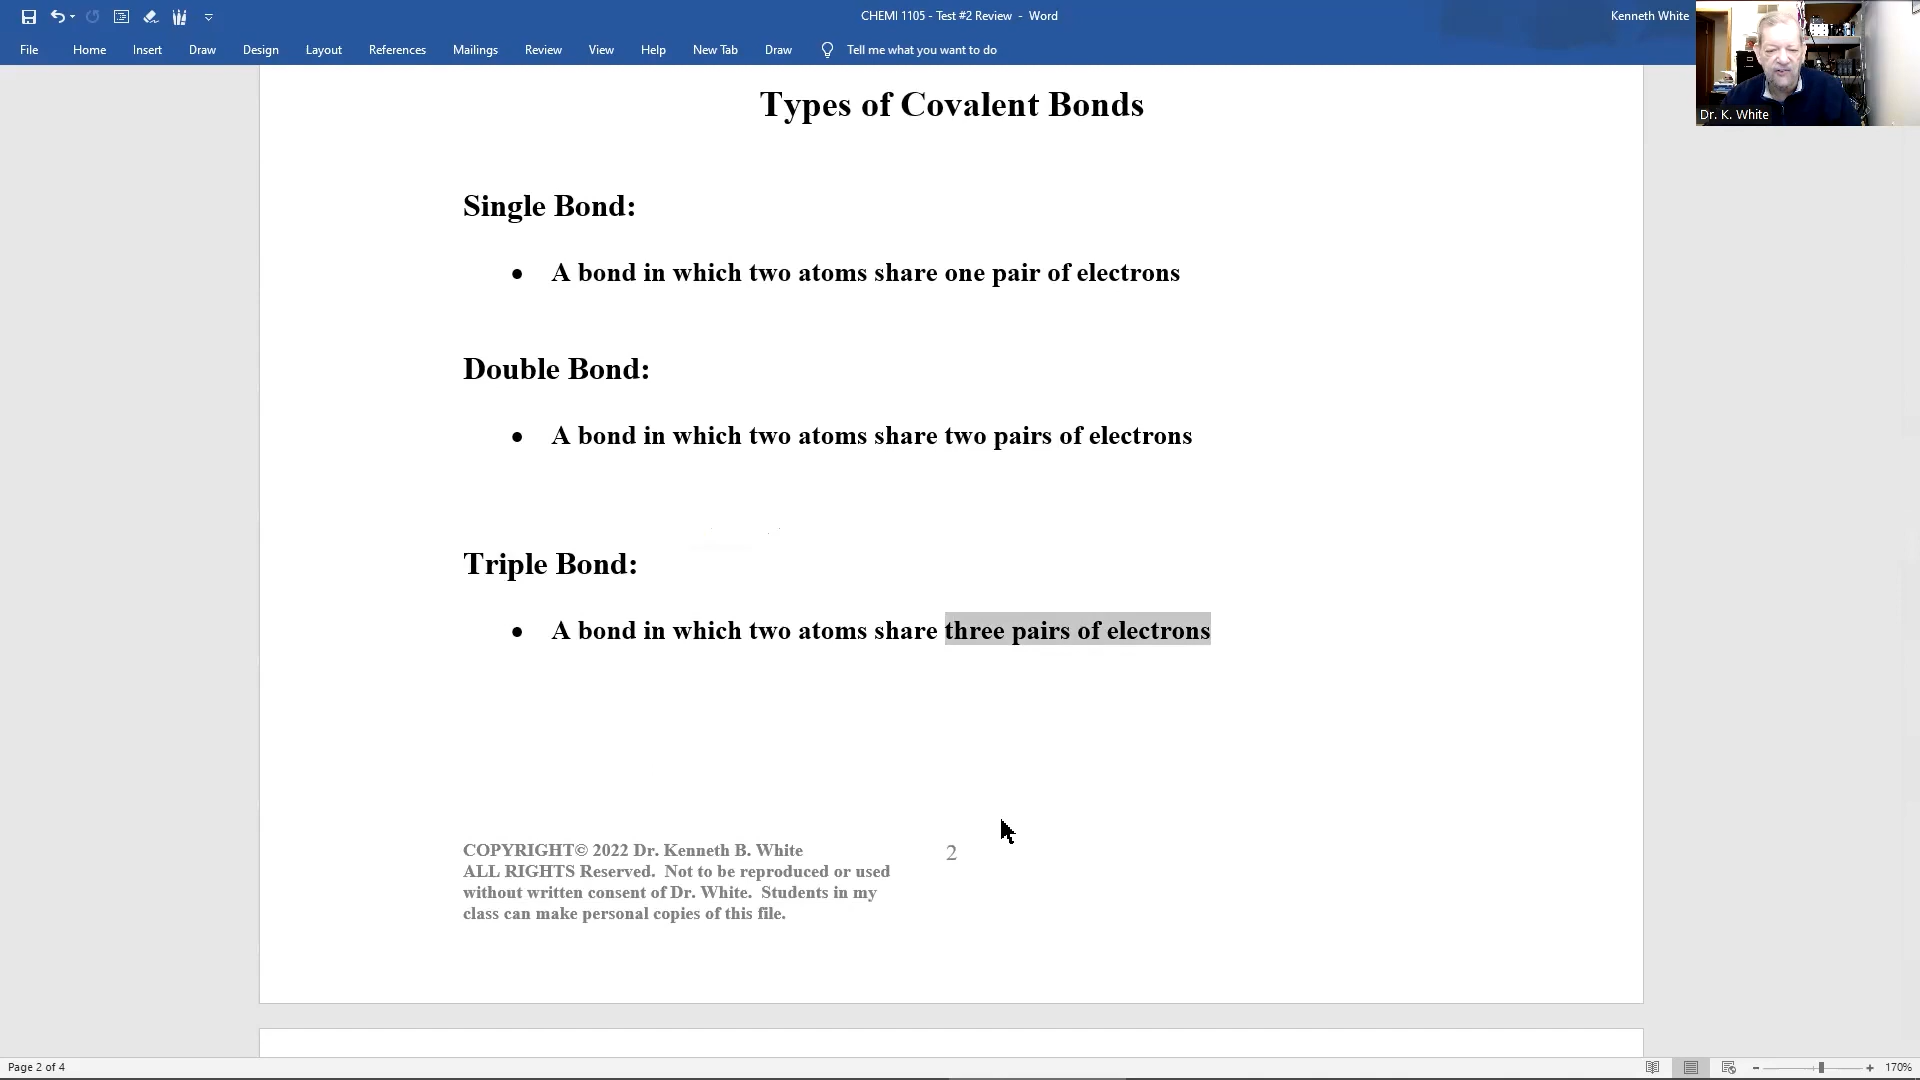 CHEMI 1105 - Test #2 Review - Word
Kenneth White
File Home Insert Draw Design Layout References Mailings Review View Help New Tab Draw Tell me what you want to do
Dr. K. White
Types of Covalent Bonds
Single Bond:
• A bond in which two atoms share one pair of electrons
Double Bond:
• A bond in which two atoms share two pairs of electrons
Triple Bond:
• A bond in which two atoms share three pairs of electrons
COPYRIGHT© 2022 Dr. Kenneth B. White
ALL RIGHTS Reserved. Not to be reproduced or used
without written consent of Dr. White. Students in my
class can make personal copies of this file.
2
Page 2 of 4
170%